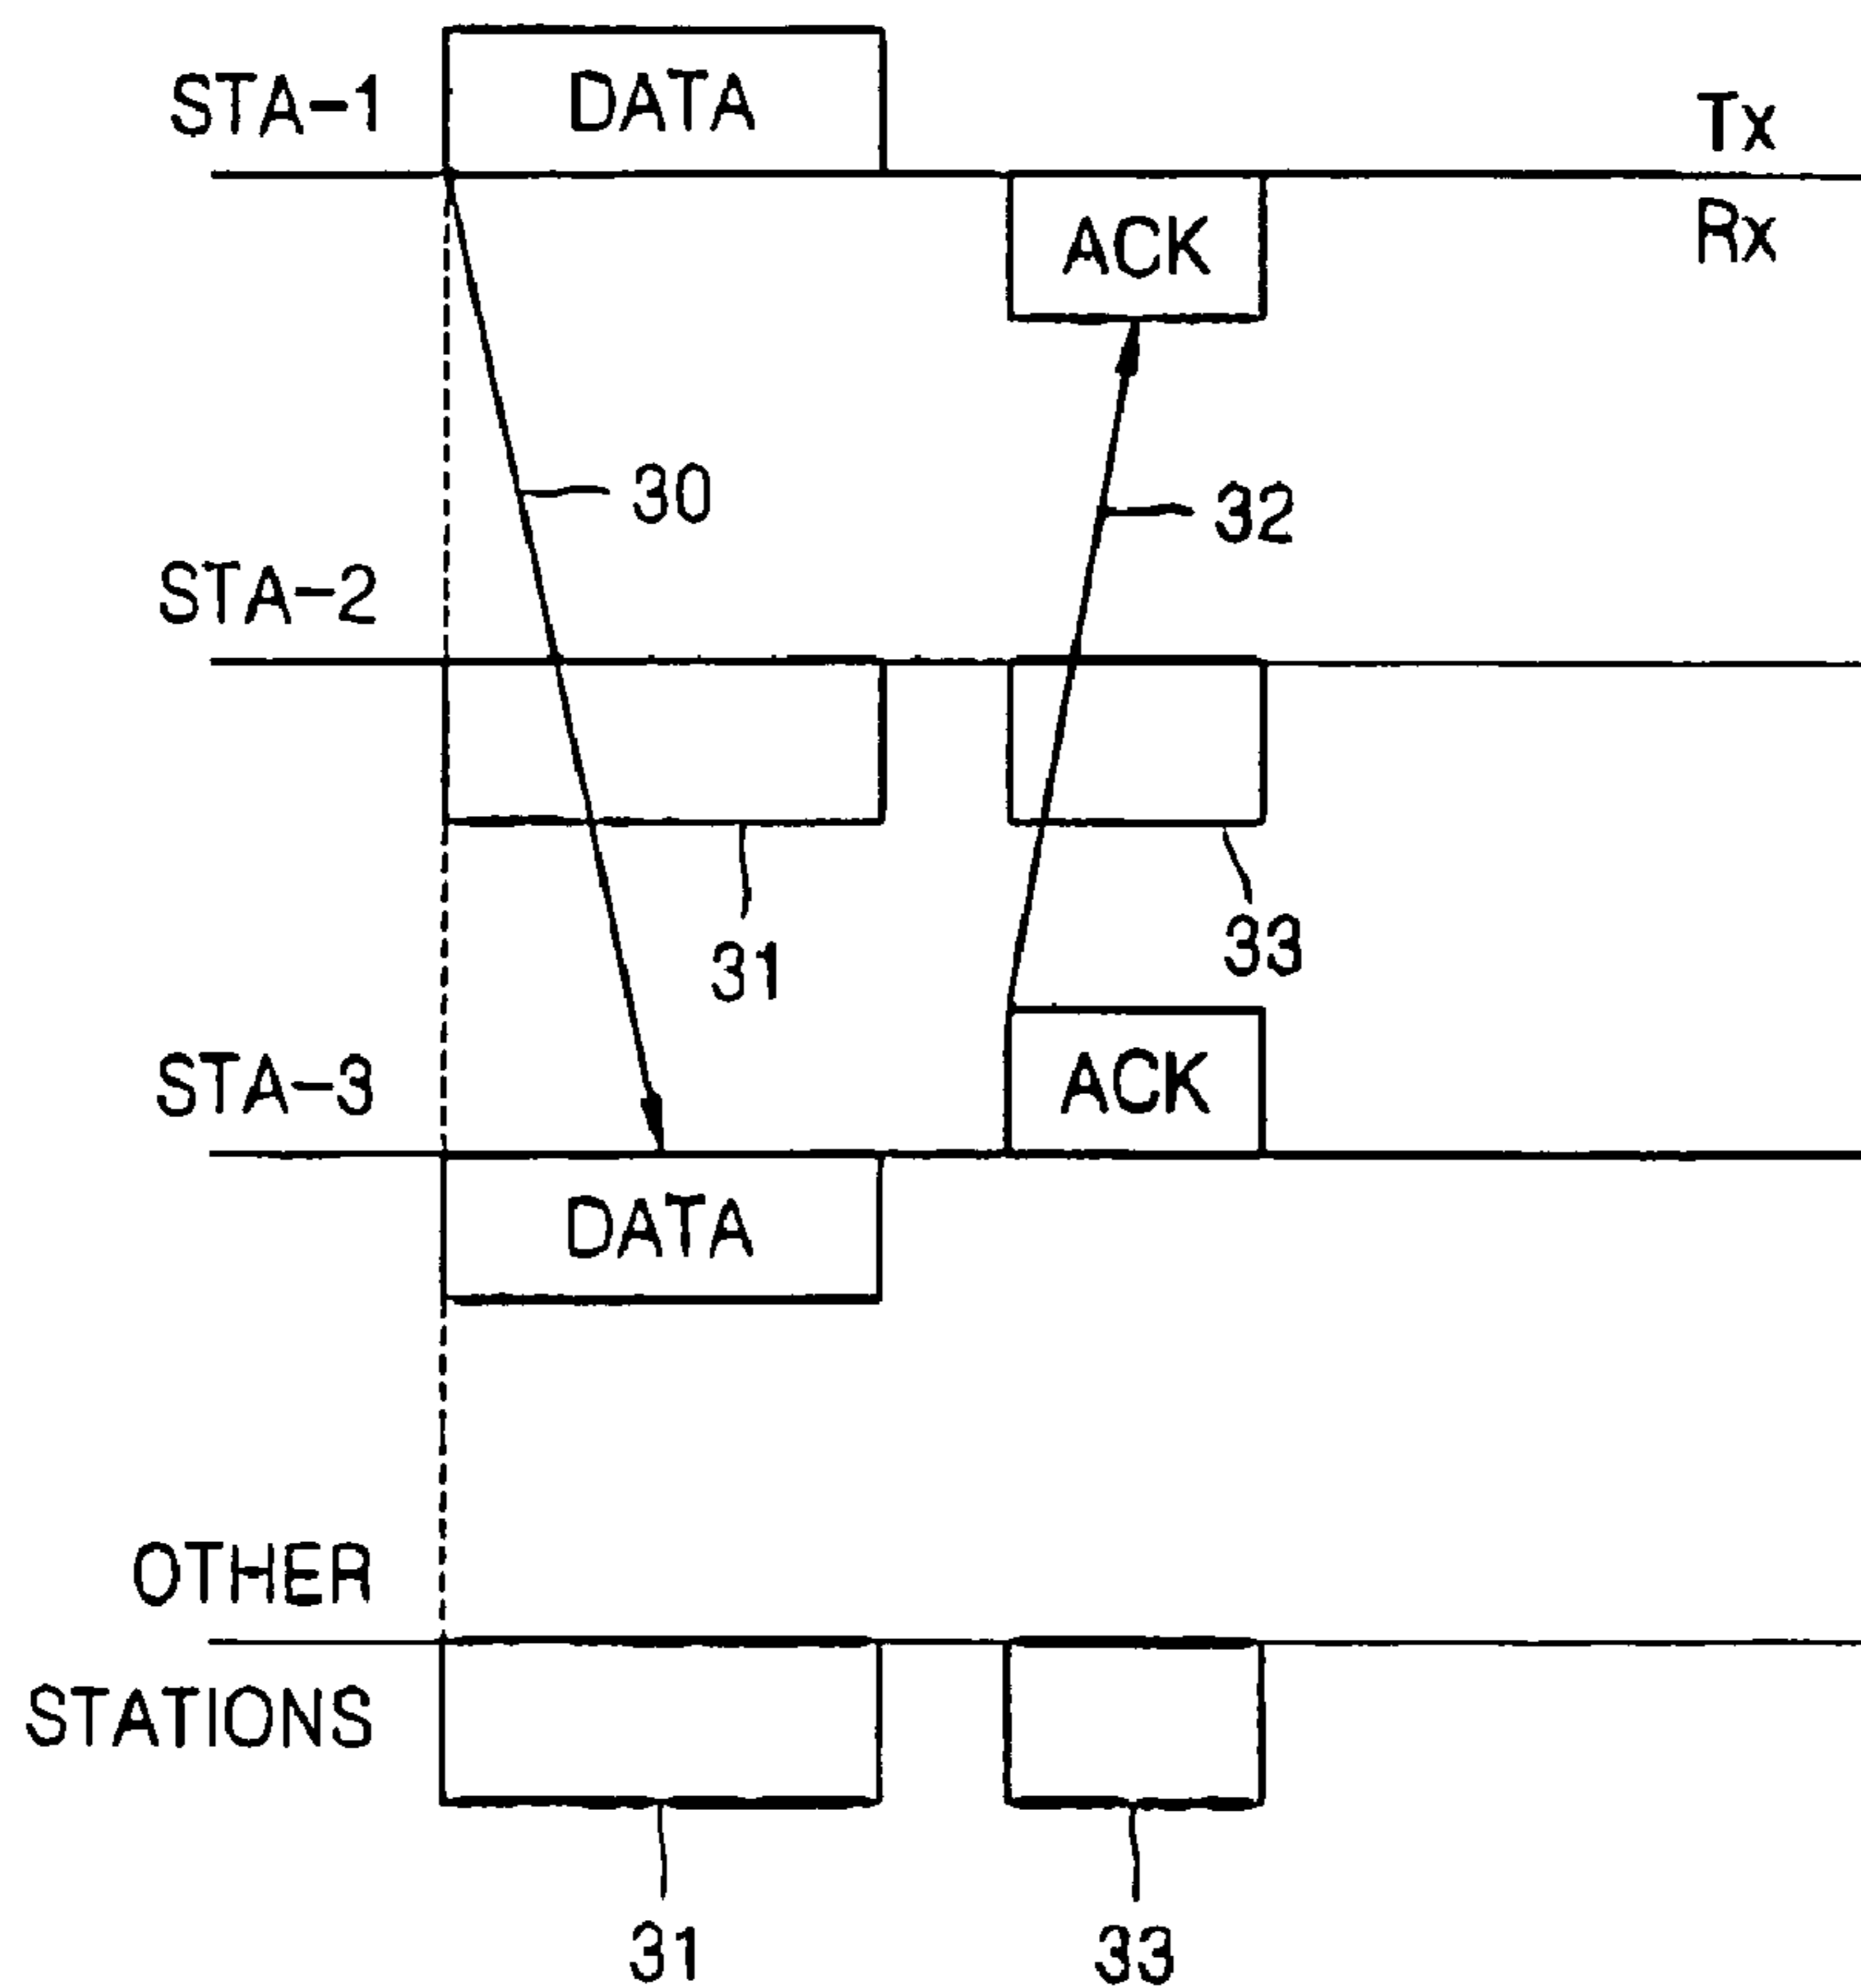 STA-1
DATA
Tx
ACK
Rx
30
32
STA-2
31
33
STA-3
ACK
DATA
OTHER
STATIONS
31
33